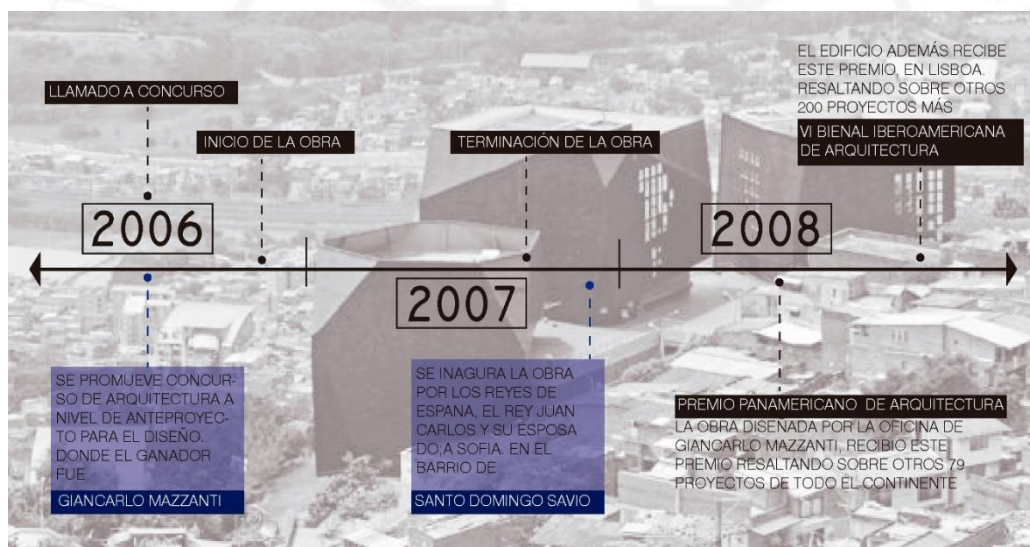 LLAMADO A CONCURSO
INICIO DE LA OBRA
TERMINACIÓN DE LA OBRA
EL EDIFICIO ADEMÁS RECIBE
ESTE PREMIO, EN LISBOA.
RESALTANDO SOBRE OTROS
200 PROYECTOS MÁS
VI BIENAL IBEROAMERICANA
DE ARQUITECTURA
2006
2007
2008
SE PROMUEVE CONCUR-
SO DE ARQUITECTURA A
NIVEL DE ANTEPROYEC-
TO PARA EL DISEÑO.
DONDE EL GANADOR
FUE
GIANCARLO MAZZANTI
SE INAGURA LA OBRA
POR LOS REYES DE
ESPANA, EL REY JUAN
CARLOS Y SU ESPOSA
DO;A SOFIA. EN EL
BARRIO DE
SANTO DOMINGO SAVIO
PREMIO PANAMERICANO DE ARQUITECTURA
LA OBRA DISEÑADA POR LA OFICINA DE
GIANCARLO MAZZANTI, RECIBIO ESTE
PREMIO RESALTANDO SOBRE OTROS 79
PROYECTOS DE TODO EL CONTINENTE